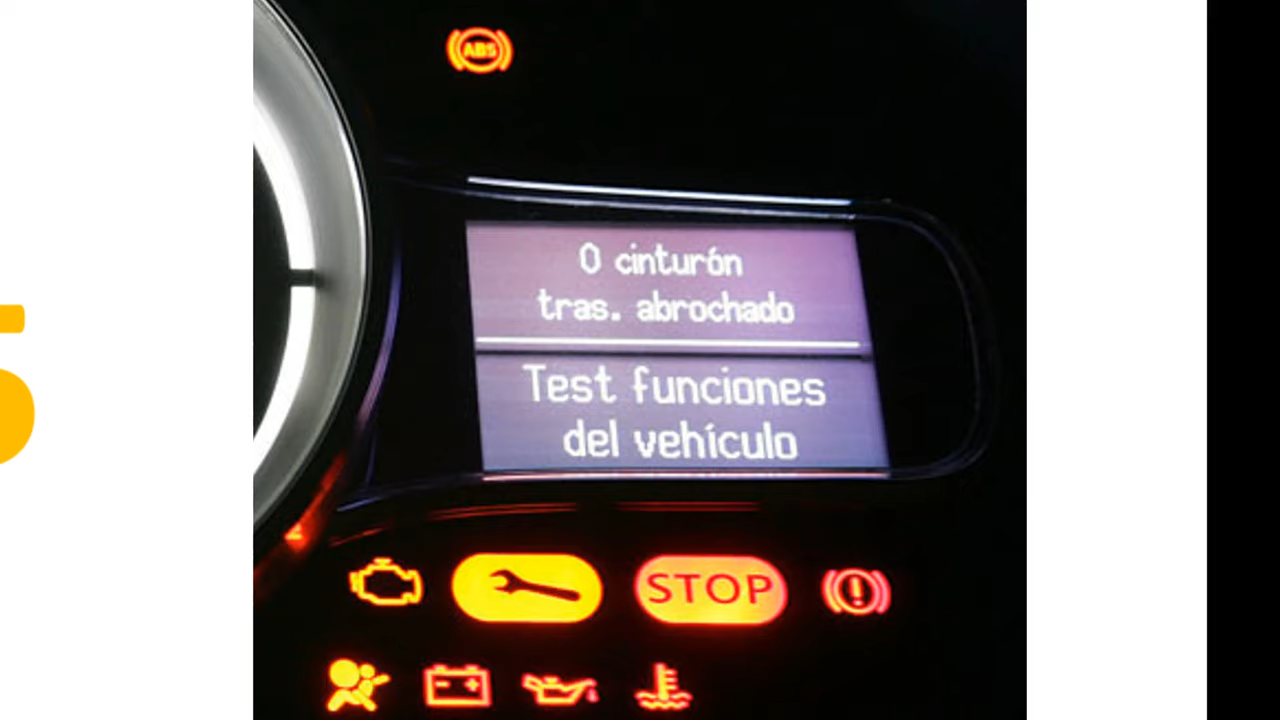 ABS
0 cinturón
tras. abrochado
Test funciones
del vehículo
STOP